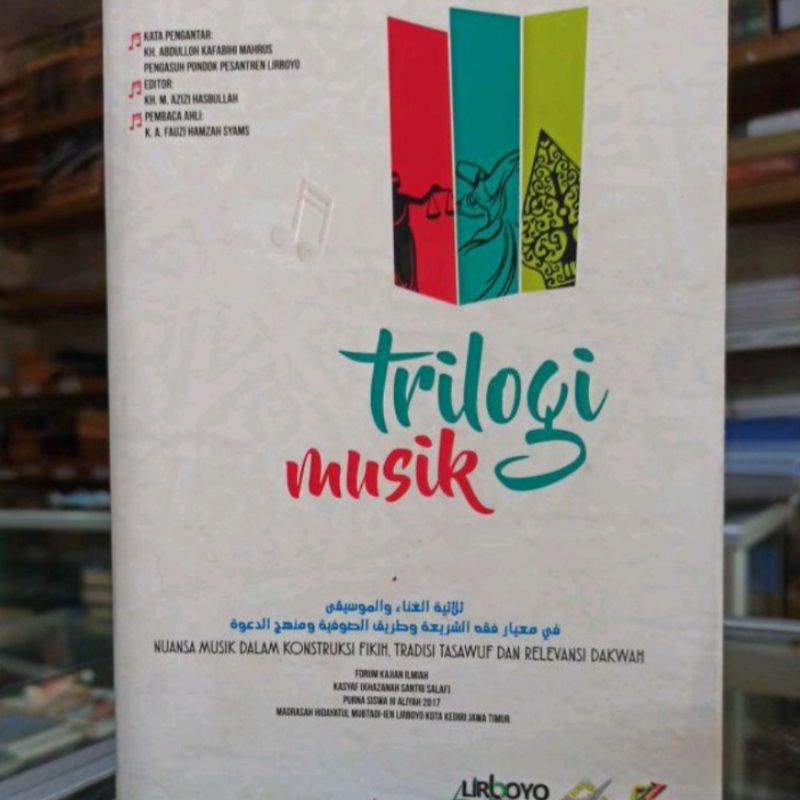 KATA PENGANTAR:
KH. ABDULLOH KAFABIHI MAHRUS
PENGASUH PONDOK PESANTREN LIRBOYO
EDITOR:
KH. M. AZIZI HASBULLAH
PEMBACA AHLI:
K. A. FAUZI HAMZAH SYAMS
trilogi
musik
ثلاثية الغناء والموسيقى
في معيار فقه الشريعة وطريق الصوفية ومنهج الدعوة
NUANSA MUSIK DALAM KONSTRUKSI FIKIH, TRADISI TASAWUF DAN RELEVANSI DAKWAH
FORUM KAJIAN ILMIAH
KASYAF (KHAZANAH SANTRI SALAF)
PURNA SISWA III ALIYAH 2017
MADRASAH HIDAYATUL MUBTADI-IEN LIRBOYO KOTA KEDIRI JAWA TIMUR
LIRBOYO